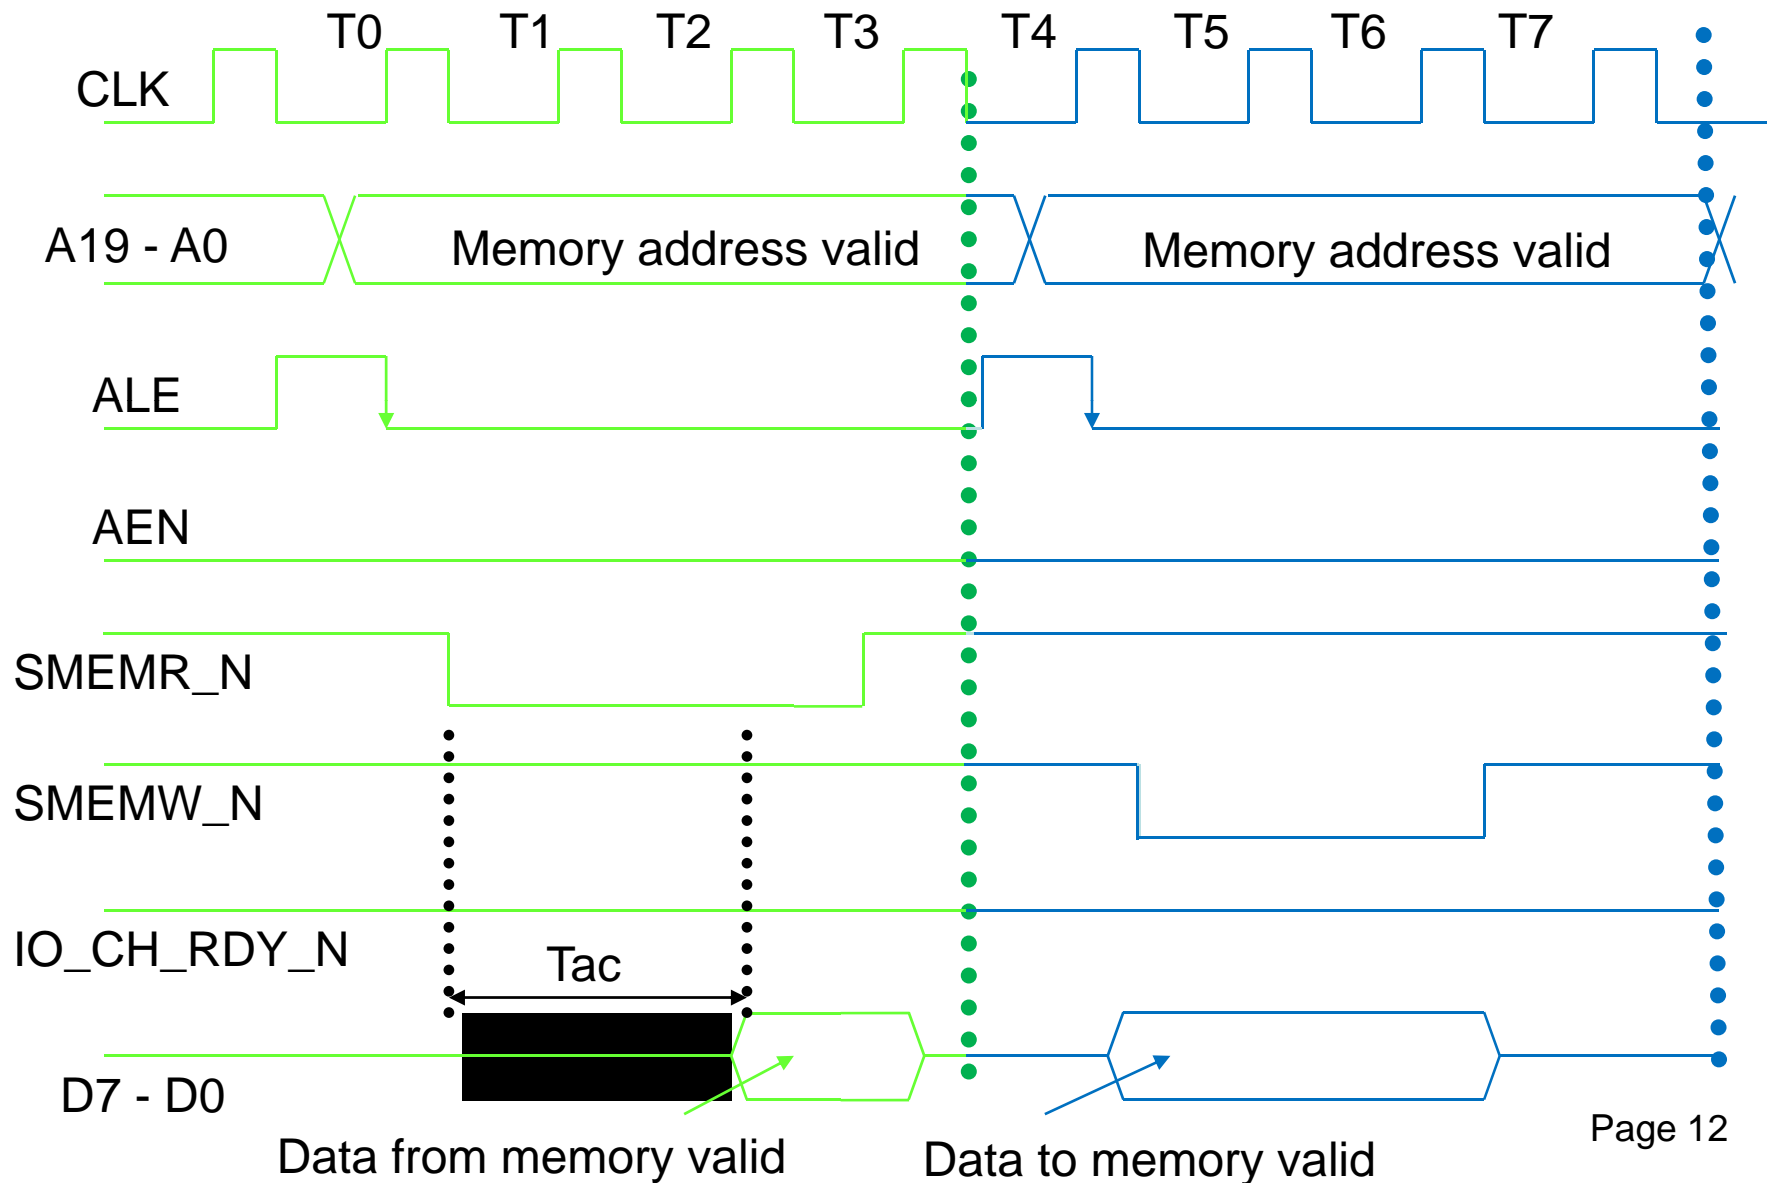 T0 T1 T2 T3 T4 T5 T6 T7
CLK
A19 - A0
Memory address valid
Memory address valid
ALE
AEN
SMEMR_N
SMEMW_N
IO_CH_RDY_N
Tac
D7 - D0
Page 12
Data from memory valid
Data to memory valid